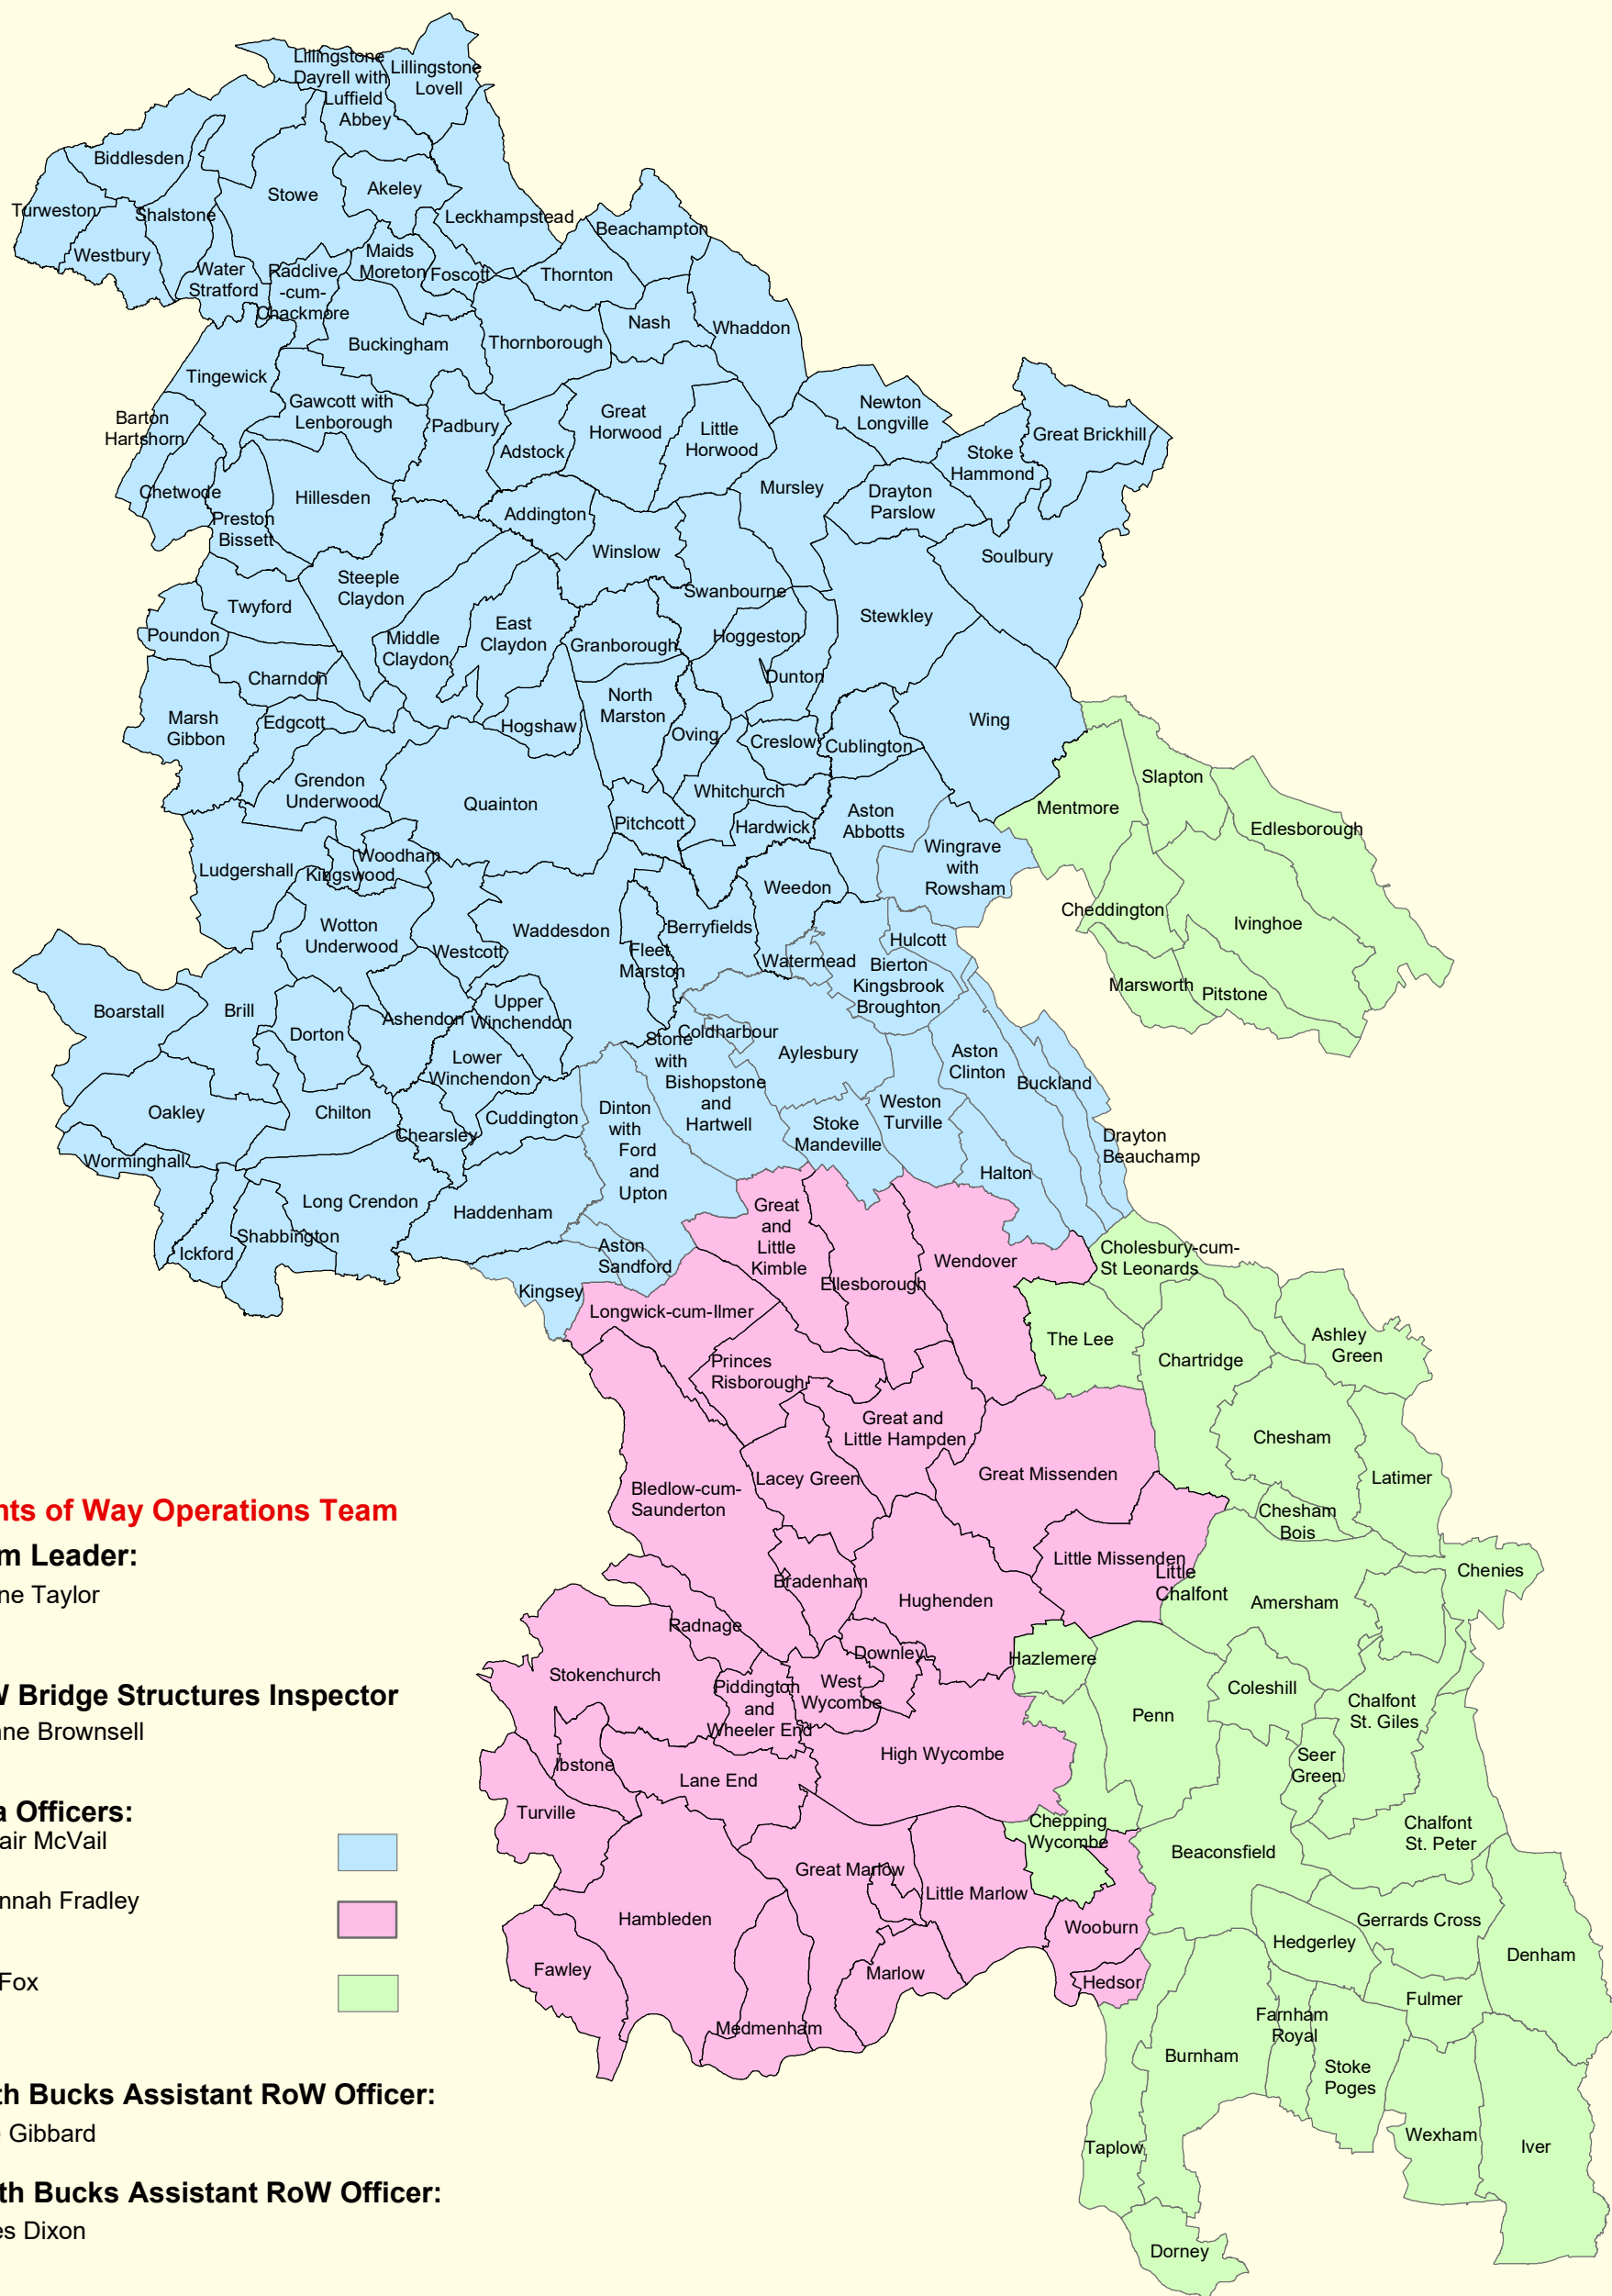 Lillingstone
Dayrell with
Luffield
Abbey
Lillingstone
Lovell
Biddlesden
Stowe
Akeley
Turweston
Shalstone
Leckhampstead
Beachampton
Westbury
Water
Stratford
Radclive
-cum-
Chackmore
Maids
Moreton
Foscott
Thornton
Nash
Whaddon
Buckingham
Thornborough
Tingewick
Barton
Hartshorn
Gawcott with
Lenborough
Padbury
Adstock
Great
Horwood
Little
Horwood
Newton
Longville
Great Brickhill
Stoke
Hammond
Chetwode
Preston
Bissett
Hillesden
Addington
Mursley
Drayton
Parslow
Winslow
Soulbury
Steeple
Claydon
Twyford
Swanbourne
Stewkley
Poundon
Middle
Claydon
East
Claydon
Granborough
Hoggeston
Dunton
Charndon
Marsh
Gibbon
Edgcott
Hogshaw
North
Marston
Oving
Creslow
Cublington
Wing
Grendon
Underwood
Quainton
Whitchurch
Pitchcott
Hardwick
Aston
Abbotts
Mentmore
Slapton
Edlesborough
Ludgershall
Kingswood
Woodham
Wingrave
with
Rowsham
Weedon
Cheddington
Ivinghoe
Wotton
Underwood
Westcott
Waddesdon
Fleet
Marston
Berryfields
Watermead
Hulcott
Bierton
Kingsbrook
Broughton
Marsworth
Pitstone
Boarstall
Brill
Dorton
Ashendon
Upper
Winchendon
Lower
Winchendon
Stone
with
Bishopstone
and
Hartwell
Coldharbour
Aylesbury
Aston
Clinton
Buckland
Oakley
Chilton
Chearsley
Cuddington
Dinton
with
Ford
and
Upton
Stoke
Mandeville
Weston
Turville
Drayton
Beauchamp
Worminghall
Halton
Long Crendon
Haddenham
Shabbington
Ickford
Aston
Sandford
Kingsey
Great
and
Little
Kimble
Ellesborough
Wendover
Cholesbury-cum-
St Leonards
Longwick-cum-Ilmer
The Lee
Chartridge
Ashley
Green
Princes
Risborough
Great and
Little Hampden
Chesham
Lacey Green
Great Missenden
Latimer
Bledlow-cum-
Saunderton
Chesham
Bois
nts of Way Operations Team
m Leader:
ne Taylor
Little Missenden
Little
Chalfont
Chenies
Bradenham
Hughenden
Amersham
Radnage
Downley
Hazlemere
Stokenchurch
Piddington
and
Wheeler End
West
Wycombe
Coleshill
Chalfont
St. Giles
W Bridge Structures Inspector
nne Brownsell
Penn
High Wycombe
Seer
Green
Ibstone
Lane End
Turville
a Officers:
air McVail
nnah Fradley
Fox
Chepping
Wycombe
Chalfont
St. Peter
Beaconsfield
Great Marlow
Little Marlow
Hambleden
Wooburn
Gerrards Cross
Hedgerley
Denham
Fawley
Marlow
Hedsor
Fulmer
Medmenham
Farnham
Royal
Burnham
Stoke
Poges
Wexham
Iver
Taplow
Dorney
th Bucks Assistant RoW Officer:
Gibbard
th Bucks Assistant RoW Officer:
es Dixon